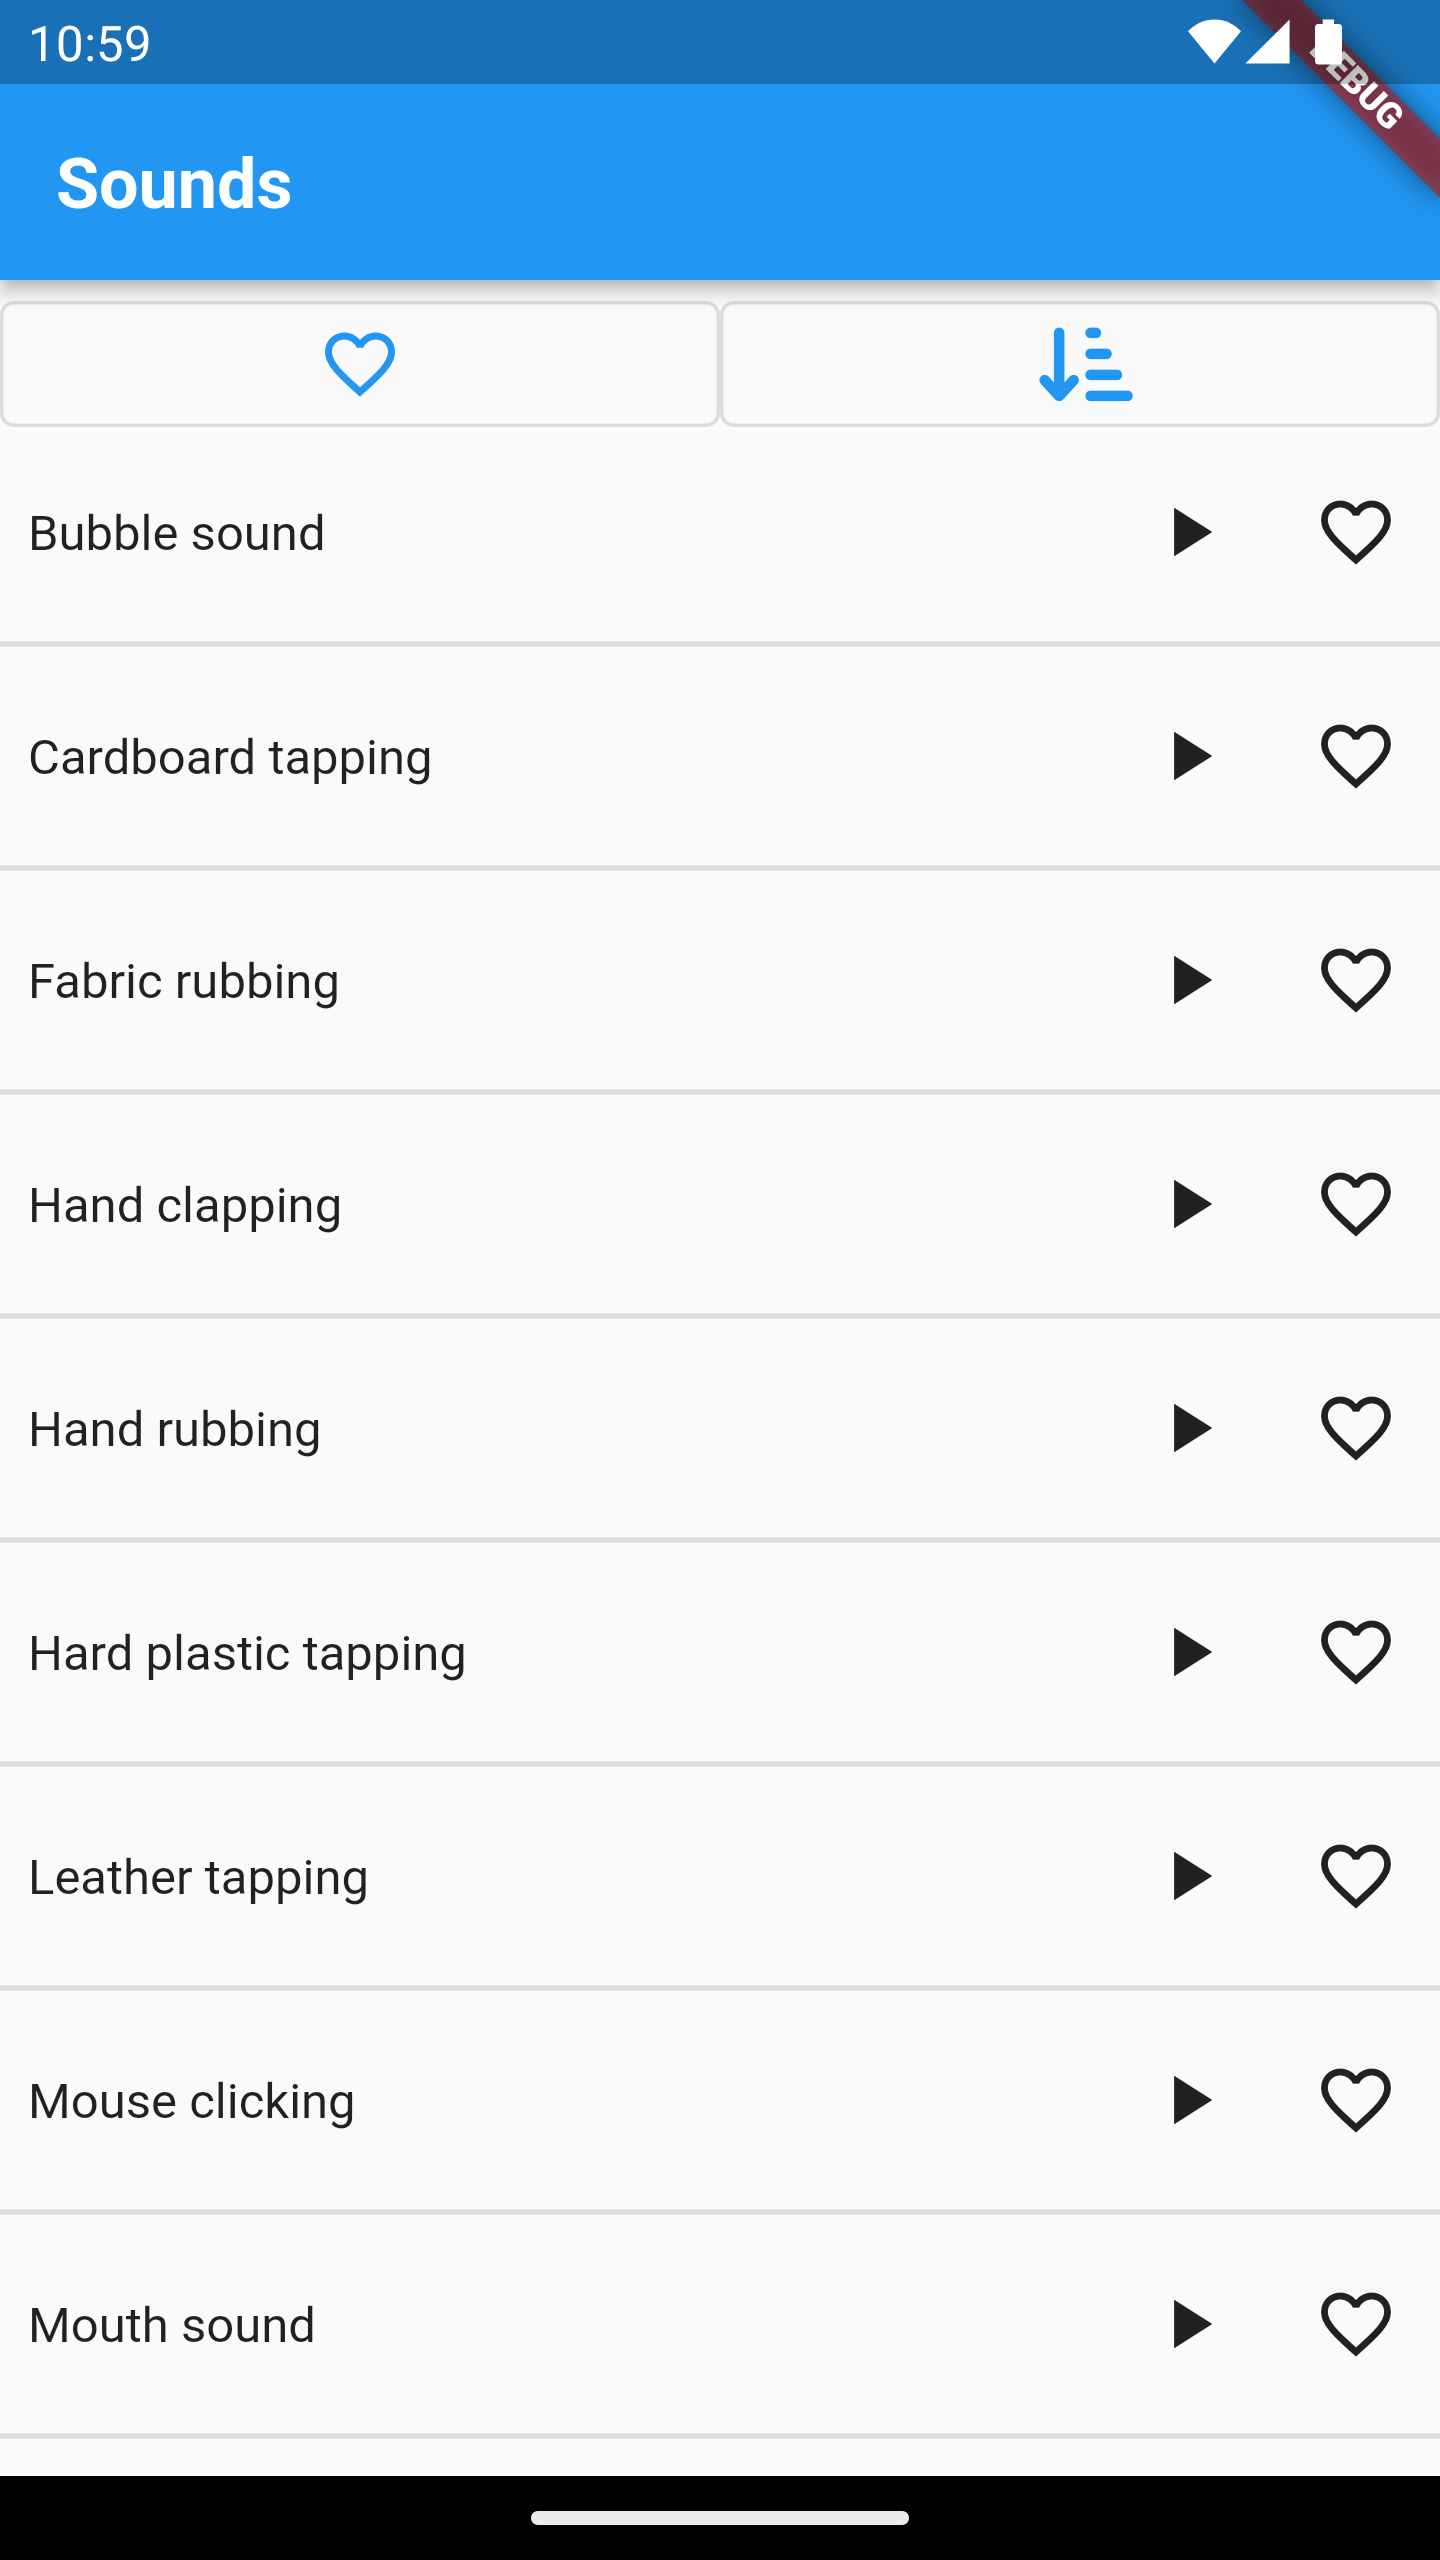 10:59
DEBUG
Sounds
Bubble sound
Cardboard tapping
Fabric rubbing
Hand clapping
Hand rubbing
Hard plastic tapping
Leather tapping
Mouse clicking
Mouth sound